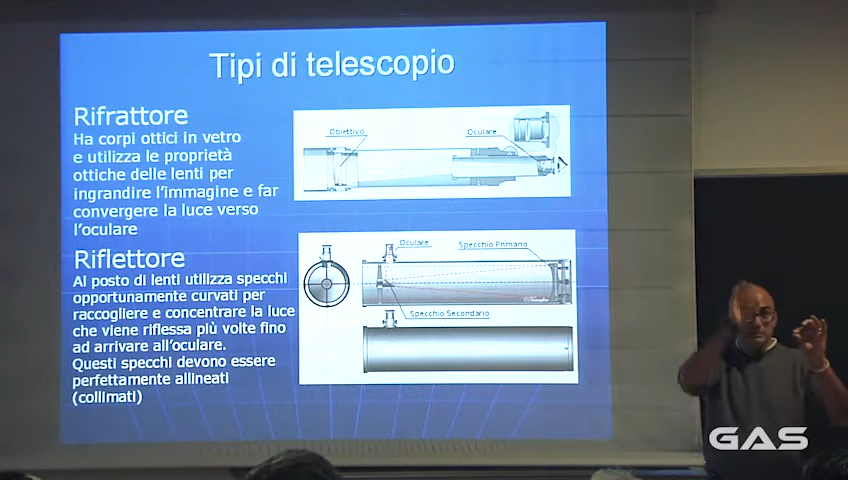 Tipi di telescopio
Rifrattore
Ha corpi ottici in vetro
e utilizza le proprietà
ottiche delle lenti per
ingrandire l'immagine e far
convergere la luce verso
l'oculare
Obiettivo
Oculare
Riflettore
Al posto di lenti utilizza specchi
opportunamente curvati per
raccogliere e concentrare la luce
che viene riflessa più volte fino
ad arrivare all'oculare.
Questi specchi devono essere
perfettamente allineati
(collimati)
Oculare
Specchio Primario
Specchio Secondario
GAS